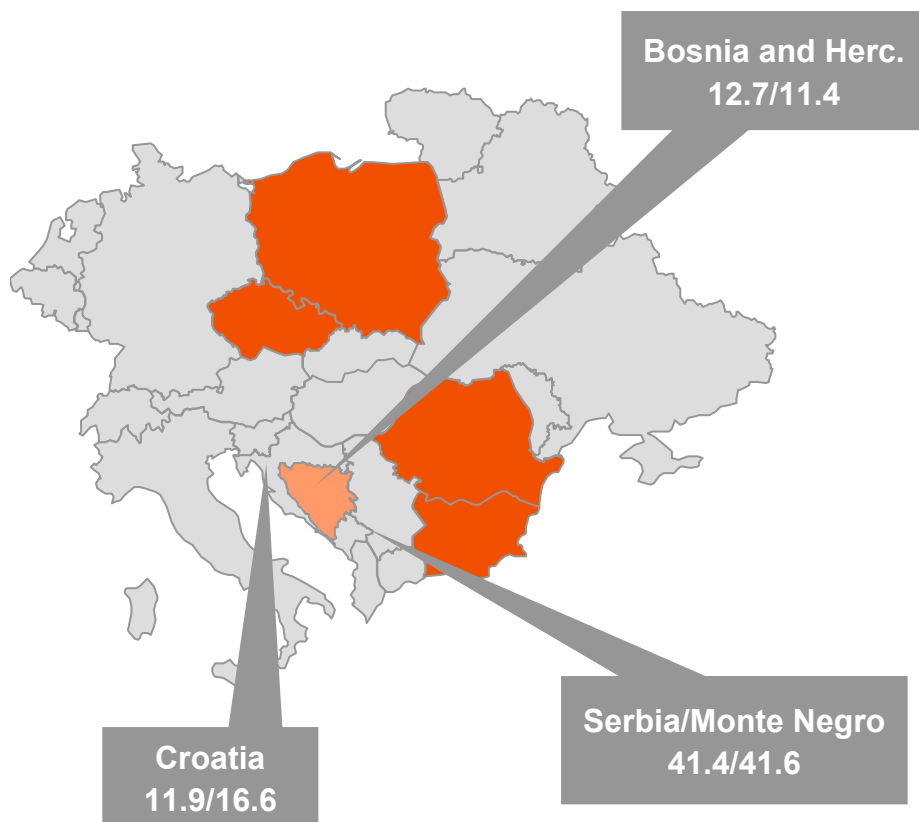 Bosnia and Herc.
12.7/11.4
Serbia/Monte Negro
41.4/41.6
Croatia
11.9/16.6